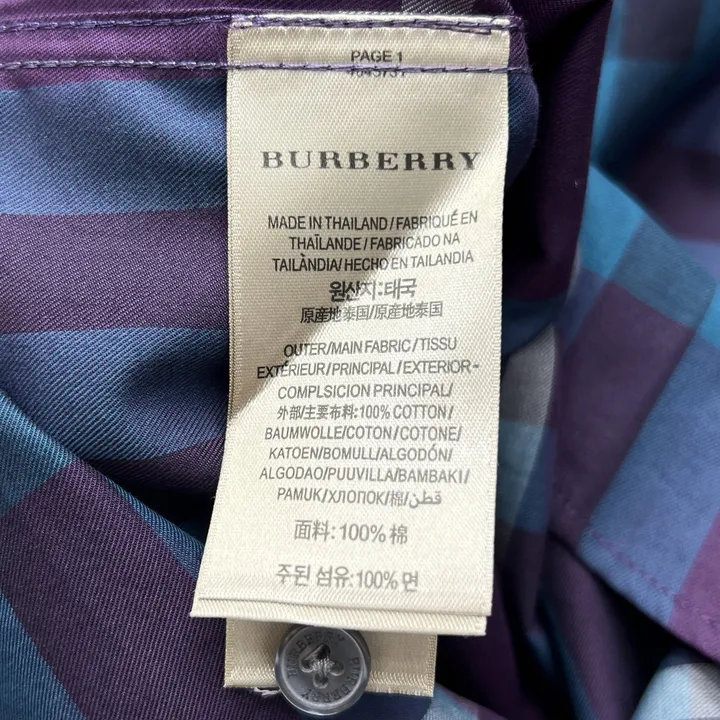 PAGE 1
BURBERRY
MADE IN THAILAND/FABRIQUÉ EN
THAÏLANDE/FABRICADO NA
TAILÀNDIA/HECHO EN TAILANDIA
원산지:태국
原産地泰国/原産地泰国
OUTER/MAIN FABRIC/TISSU
EXTÉRIEUR/PRINCIPAL/EXTERIOR-
COMPLSICION PRINCIPAL/
外部/主要布料:100% COTTON/
BAUMWOLLE/COTON/COTONE/
KATOEN/BOMULL/ALGODÓN/
ALGODAO/PUUVILLA/BAMBAKI/
PAMUK/ХЛОПОК/棉/قطن/
面料:100% 棉
주된 섬유:100% 면
BURBERRY
BURBERRY